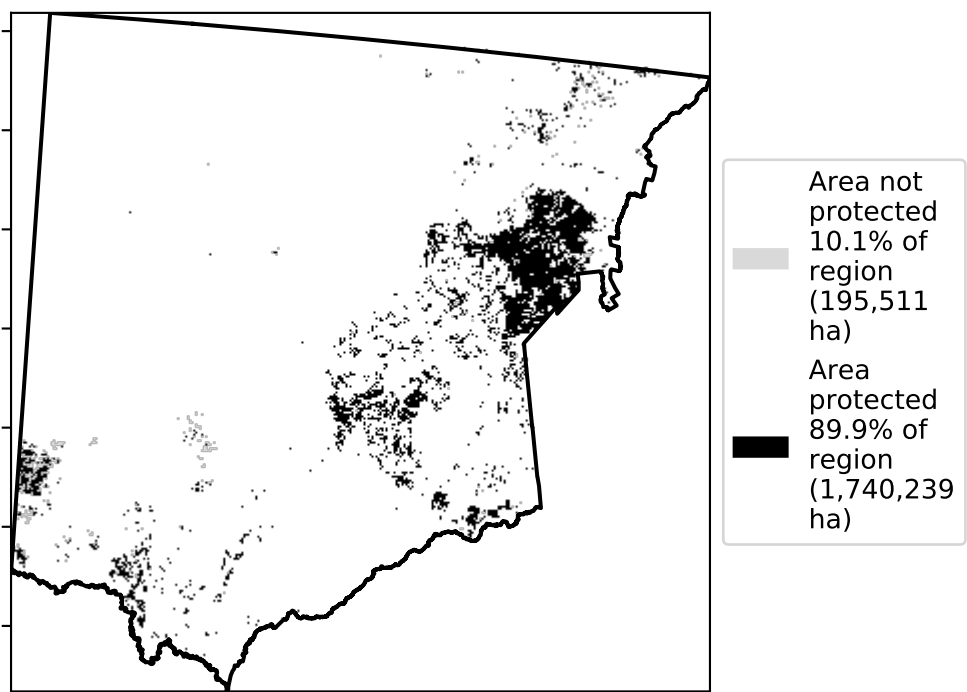 Area not
protected
10.1% of
region
(195,511
ha)
Area
protected
89.9% of
region
(1,740,239
ha)